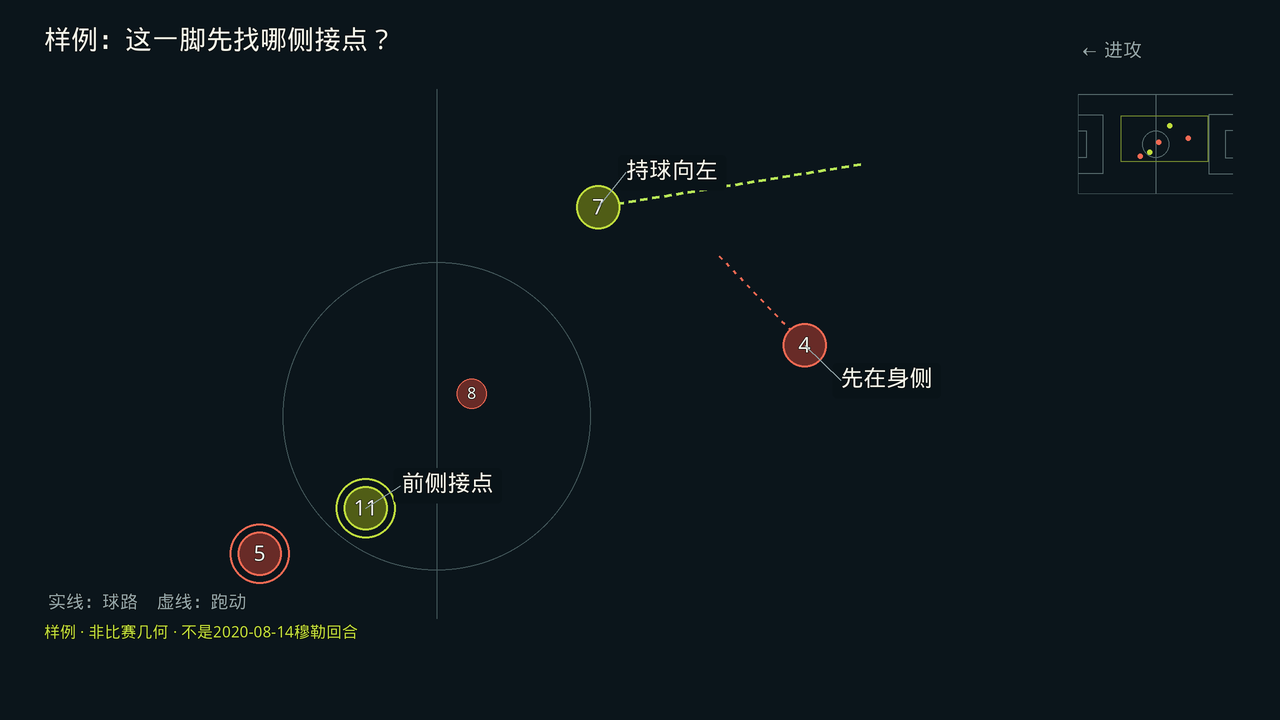 样例：这一脚先找哪侧接点？
← 进攻
持球向左
7
4
先在身侧
8
前侧接点
11
5
实线：球路 虚线：跑动
样例 · 非比赛几何 · 不是2020-08-14穆勒回合